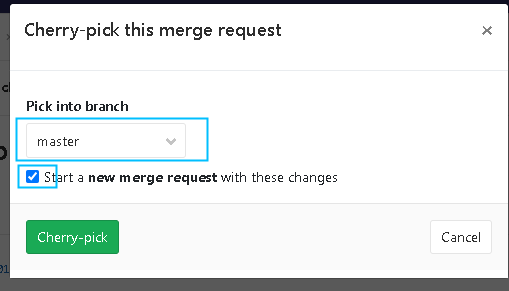 Cherry-pick this merge request ×
Pick into branch
master
Start a new merge request with these changes
Cherry-pick Cancel